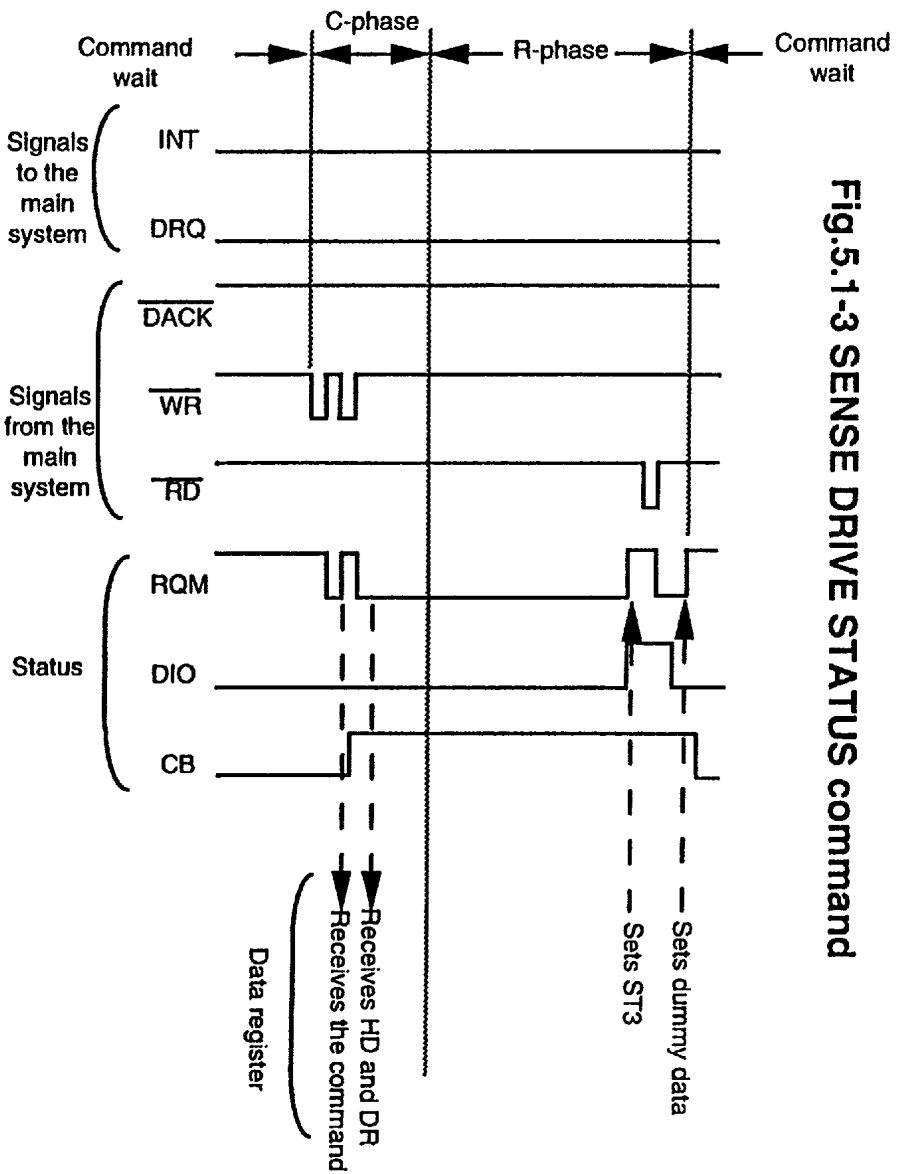 C-phase
Command
wait
R-phase
Command
wait
Signals
to the
main
system
INT
DRQ
Signals
from the
main
system
DACK
WR
RD
Status
RQM
DIO
CB
Data register
Receives the command
Receives HD and DR
Sets ST3
Sets dummy data
Fig.5.1-3 SENSE DRIVE STATUS command